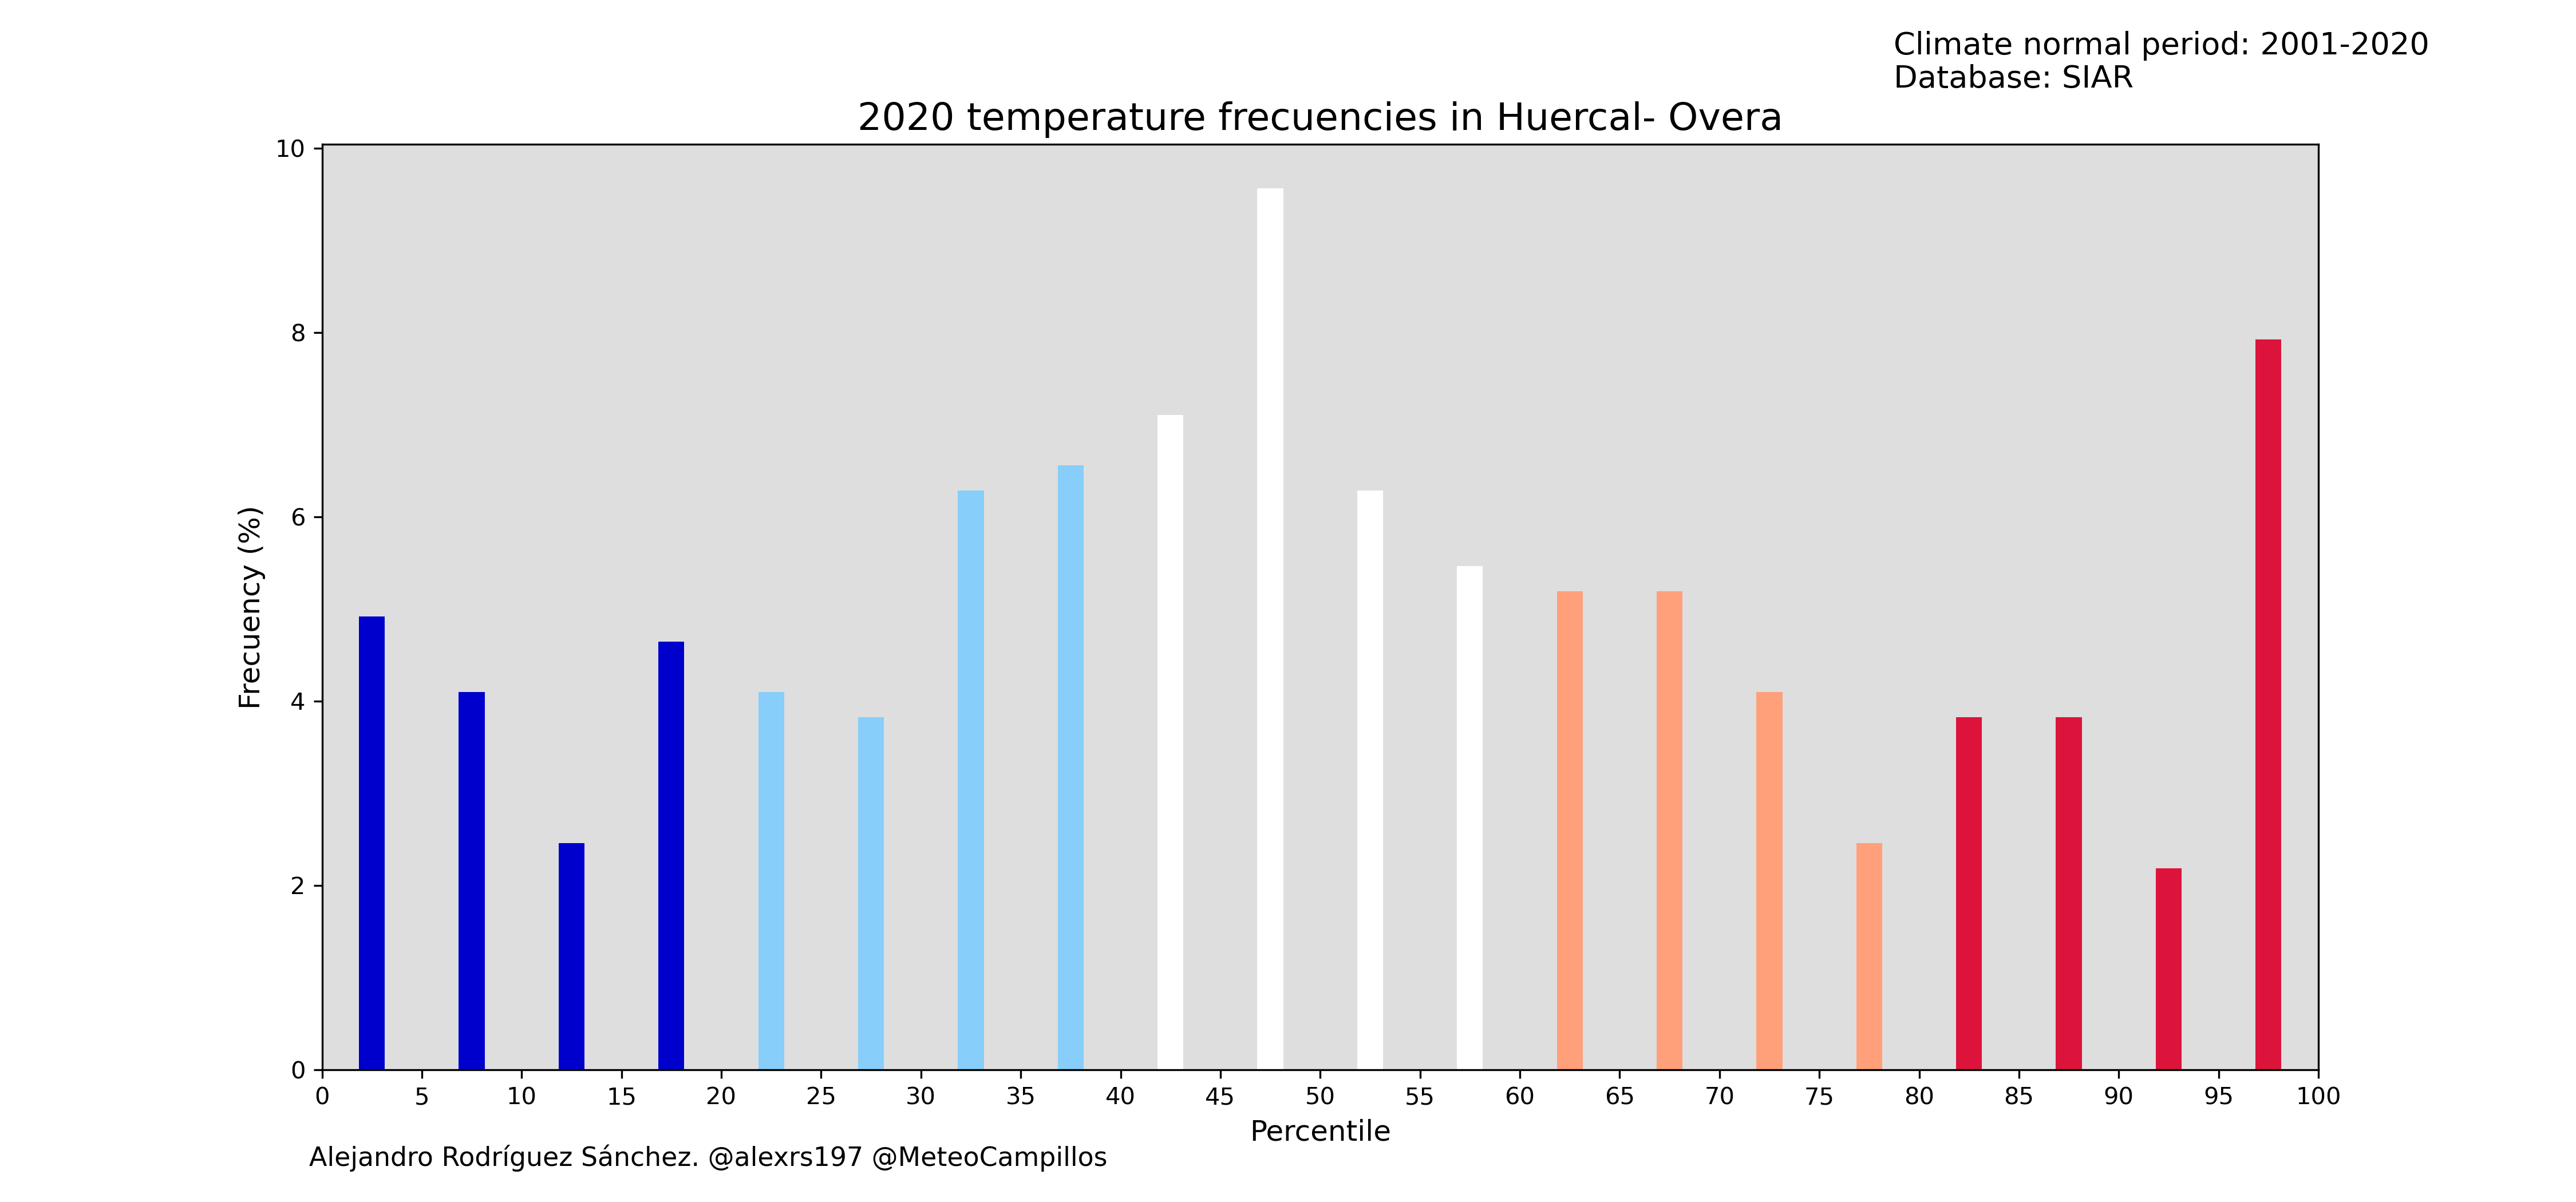 Climate normal period: 2001-2020
Database: SIAR
2020 temperature frecuencies in Huercal- Overa
10
8
6
4
2
0
Frecuency (%)
0 5 10 15 20 25 30 35 40 45 50 55 60 65 70 75 80 85 90 95 100
Percentile
Alejandro Rodríguez Sánchez. @alexrs197 @MeteoCampillos